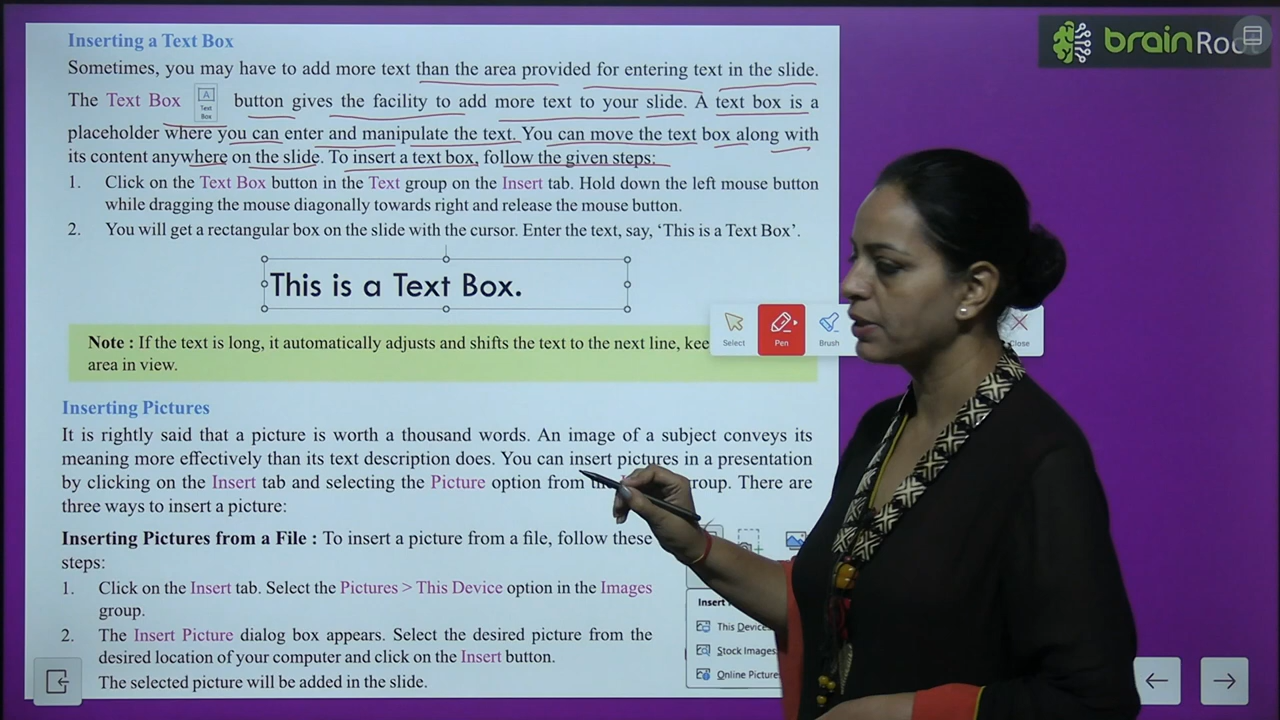 Inserting a Text Box
Sometimes, you may have to add more text than the area provided for entering text in the slide.
The Text Box A Text Box button gives the facility to add more text to your slide. A text box is a
placeholder where you can enter and manipulate the text. You can move the text box along with
its content anywhere on the slide. To insert a text box, follow the given steps:
1. Click on the Text Box button in the Text group on the Insert tab. Hold down the left mouse button
while dragging the mouse diagonally towards right and release the mouse button.
2. You will get a rectangular box on the slide with the cursor. Enter the text, say, ‘This is a Text Box’.
This is a Text Box.
Note : If the text is long, it automatically adjusts and shifts the text to the next line,
area in view.
Select Pen Brush Close
Inserting Pictures
It is rightly said that a picture is worth a thousand words. An image of a subject conveys its
meaning more effectively than its text description does. You can insert pictures in a presentation
by clicking on the Insert tab and selecting the Picture option from There are
three ways to insert a picture:
Inserting Pictures from a File : To insert a picture from a file, follow these
steps:
1. Click on the Insert tab. Select the Pictures > This Device option in the Images
group.
2. The Insert Picture dialog box appears. Select the desired picture from the
desired location of your computer and click on the Insert button.
The selected picture will be added in the slide.
Insert
This Device
Stock Images
Online Picture
brain